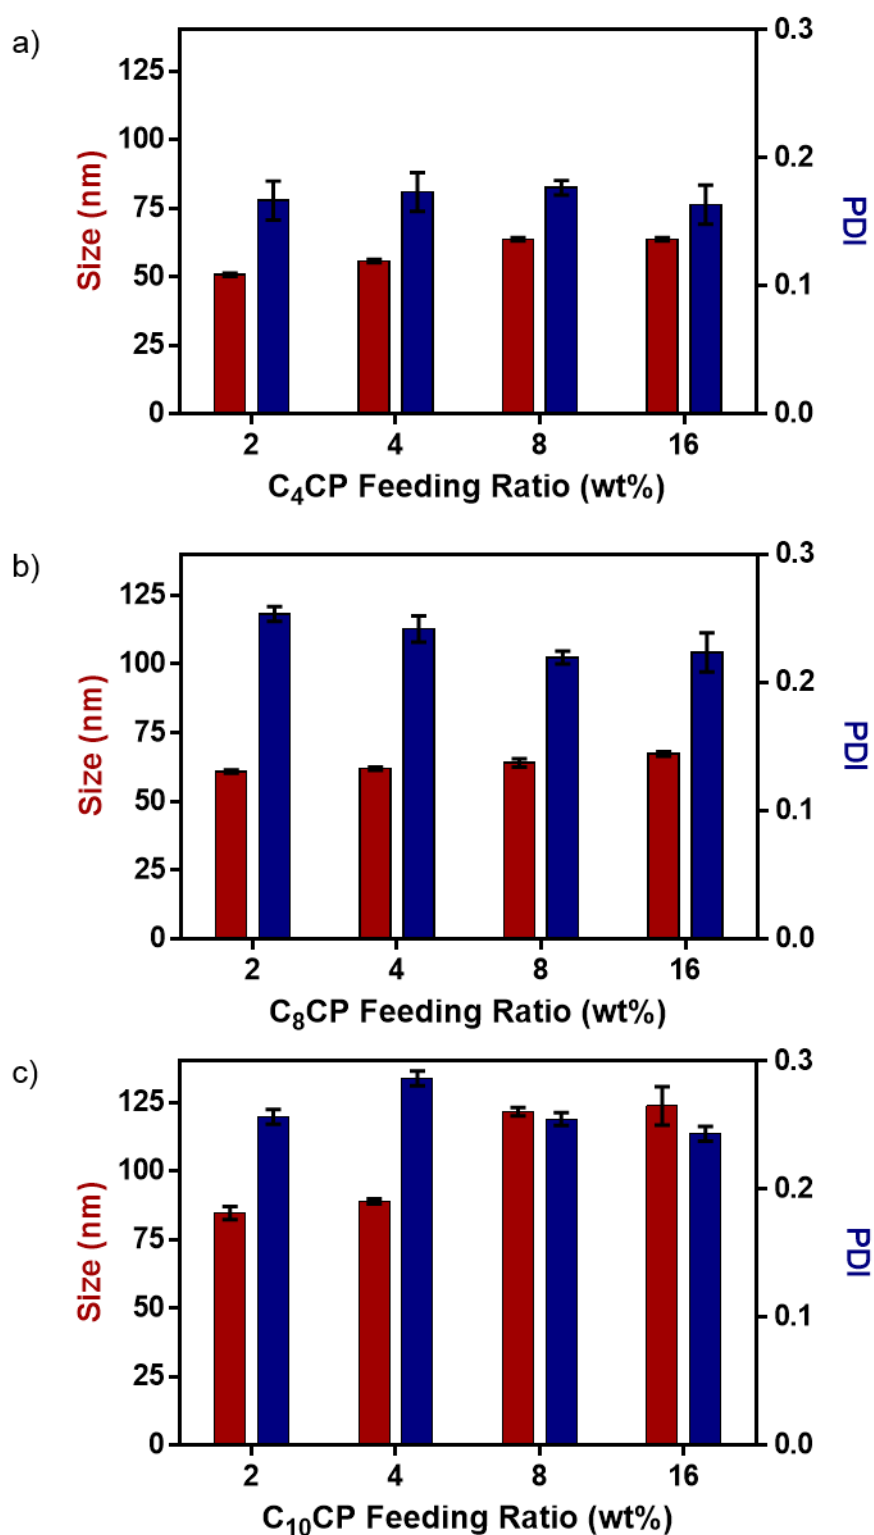 a)
0.3
125
100
0.2
75
Size (nm)
PDI
50
0.1
25
0
0.0
2 4 8 16
C₄CP Feeding Ratio (wt%)
b)
0.3
125
100
0.2
75
Size (nm)
PDI
50
0.1
25
0
0.0
2 4 8 16
C₈CP Feeding Ratio (wt%)
c)
0.3
125
100
0.2
75
Size (nm)
PDI
50
0.1
25
0
0.0
2 4 8 16
C₁₀CP Feeding Ratio (wt%)